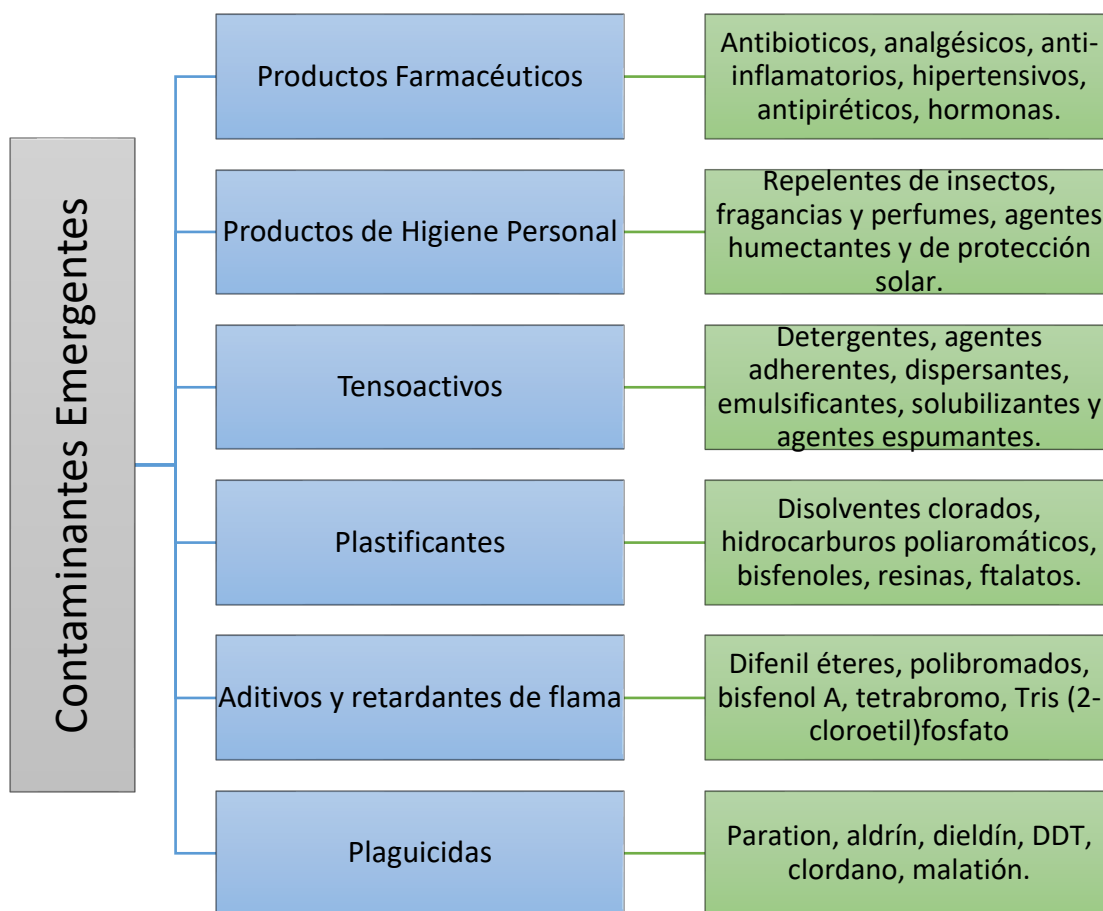 Contaminantes Emergentes
Productos Farmacéuticos
Antibioticos, analgésicos, anti-
inflamatorios, hipertensivos,
antipiréticos, hormonas.
Productos de Higiene Personal
Repelentes de insectos,
fragancias y perfumes, agentes
humectantes y de protección
solar.
Tensoactivos
Detergentes, agentes
adherentes, dispersantes,
emulsificantes, solubilizantes y
agentes espumantes.
Plastificantes
Disolventes clorados,
hidrocarburos poliaromáticos,
bisfenoles, resinas, ftalatos.
Aditivos y retardantes de flama
Difenil éteres, polibromados,
bisfenol A, tetrabromo, Tris (2-
cloroetil)fosfato
Plaguicidas
Paration, aldrín, dieldín, DDT,
clordano, malatión.